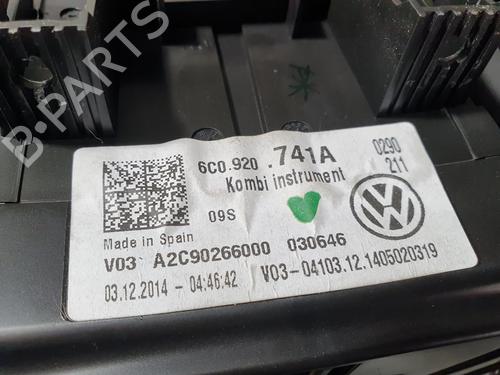 6C0.920 .741A 0290
Kombi instrument 211
09S
Made in Spain
V03 A2C90266000 030646
03.12.2014 - 04:46:42 V03-04103.12.1405020319
B-PARTS